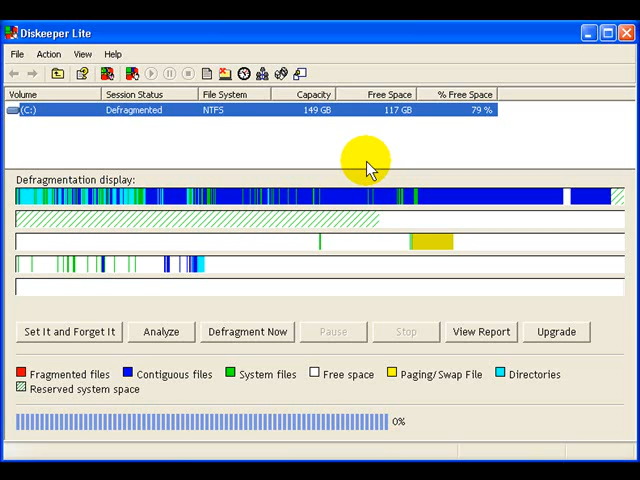 Diskeeper Lite
File Action View Help
Volume Session Status File System Capacity Free Space % Free Space
(C:) Defragmented NTFS 149 GB 117 GB 79 %
Defragmentation display:
Set It and Forget It Analyze Defragment Now Pause Stop View Report Upgrade
Fragmented files Contiguous files System files Free space Paging/Swap File Directories
Reserved system space
0%